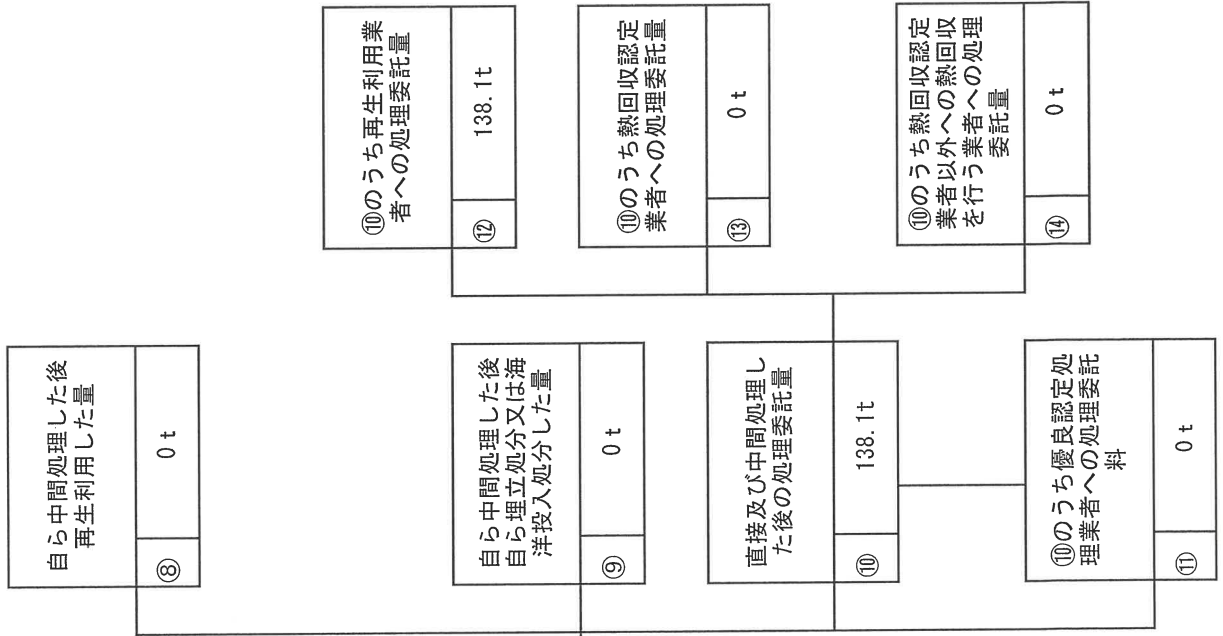 自ら中間処理した後
再生利用した量
⑧
0 t
自ら中間処理した後
自ら埋立処分又は海
洋投入処分した量
⑨
0 t
直接及び中間処理し
た後の処理委託量
⑩
138.1t
⑩のうち優良認定処
理業者への処理委託
料
⑪
0 t
⑩のうち再生利用業
者への処理委託量
⑫
138.1t
⑩のうち熱回収認定
業者への処理委託量
⑬
0 t
⑩のうち熱回収認定
業者以外への熱回収
を行う業者への処理
委託量
⑭
0 t